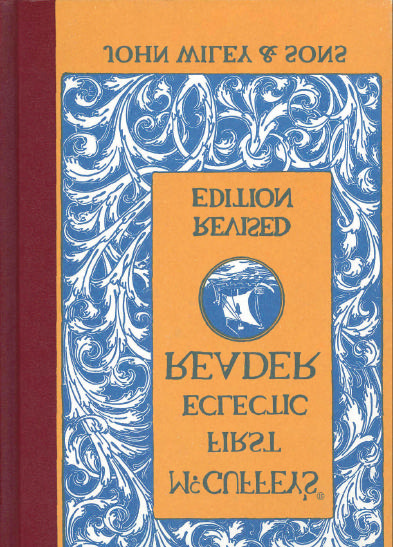 McGUFFEY'S®
FIRST
ECLECTIC
READER
REVISED
EDITION
JOHN WILEY & SONS